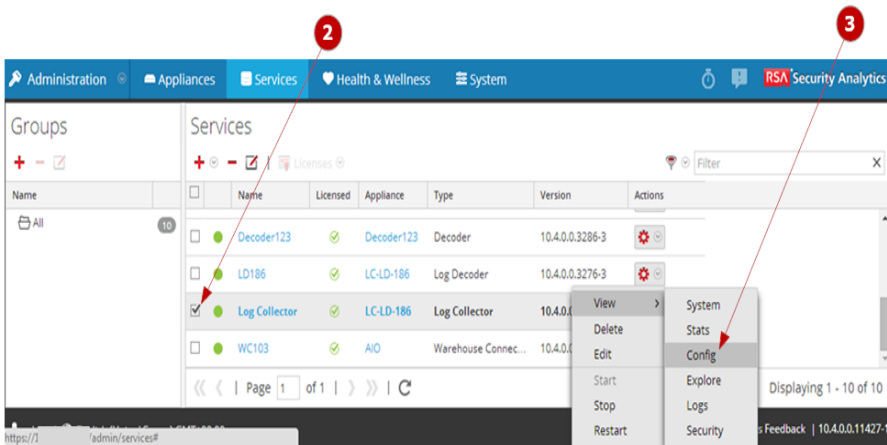 2
3
Administration
Appliances
Services
Health & Wellness
System
RSA Security Analytics
Groups
Services
Licenses
Filter
X
Name
Name
Licensed
Appliance
Type
Version
Actions
All
10
Decoder123
Decoder123
Decoder
10.4.0.0.3286-3
LD186
LC-LD-186
Log Decoder
10.4.0.0.3276-3
Log Collector
LC-LD-186
Log Collector
10.4.0.
WC103
AIO
Warehouse Connec...
10.4.0.
View
Delete
Edit
Start
Stop
Restart
System
Stats
Config
Explore
Logs
Security
Page 1 of 1
Displaying 1 - 10 of 10
https://1
/admin/services#
s Feedback | 10.4.0.0.11427-1